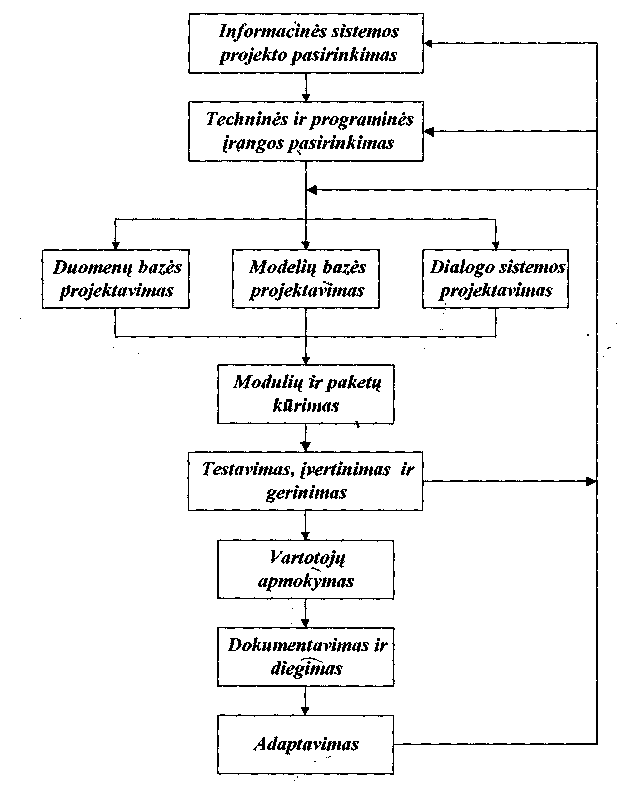 Informacinės sistemos
projekto pasirinkimas
Techninės ir programinės
įrangos pasirinkimas
Duomenų bazės
projektavimas
Modelių bazės
projektavimas
Dialogo sistemos
projektavimas
Modulių ir paketų
kūrimas
Testavimas, įvertinimas ir
gerinimas
Vartotojų
apmokymas
Dokumentavimas ir
diegimas
Adaptavimas